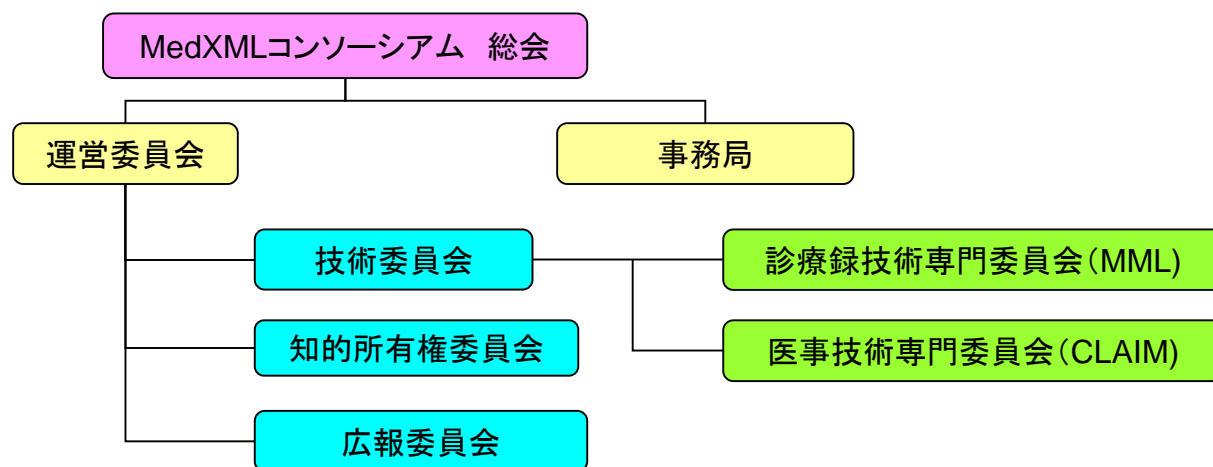 MedXMLコンソーシアム 総会
運営委員会
事務局
技術委員会
診療録技術専門委員会(MML)
知的所有権委員会
医事技術専門委員会(CLAIM)
広報委員会